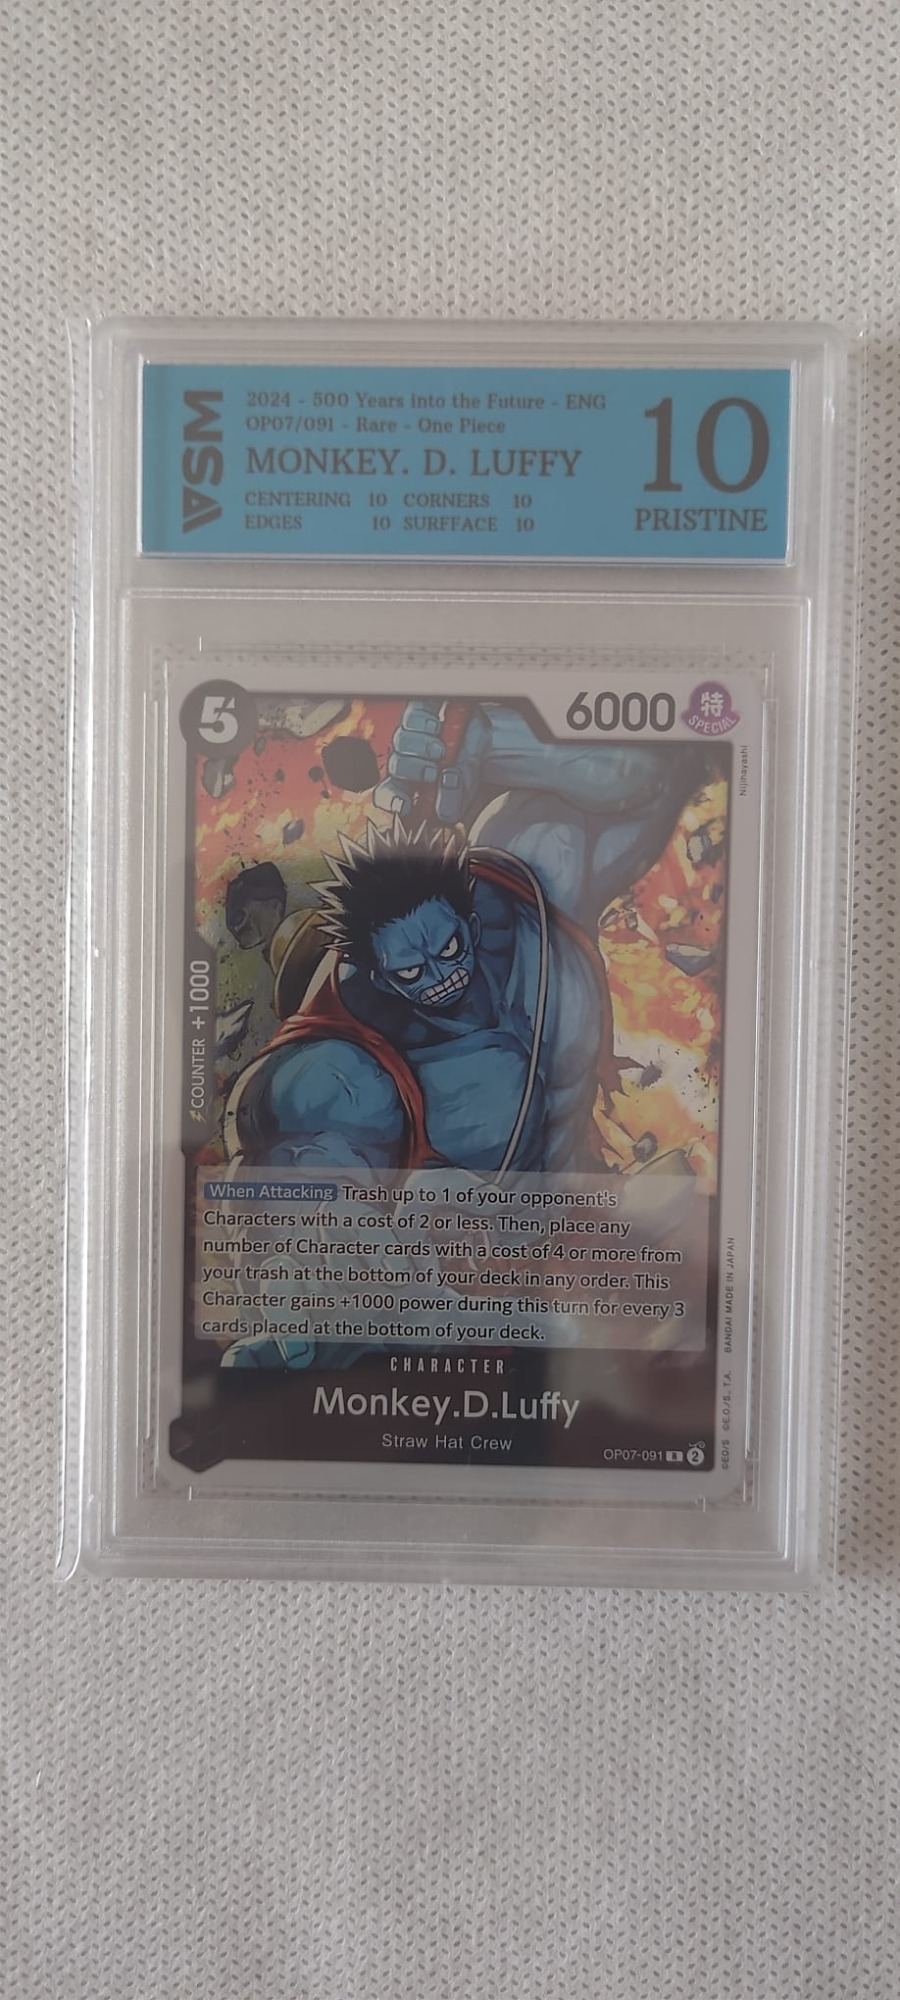 VSM
2024 - 500 Years into the Future - ENG
OP07/091 - Rare - One Piece
MONKEY. D. LUFFY
CENTERING 10 CORNERS 10
EDGES 10 SURFFACE 10
10
PRISTINE
5
6000
特
SPECIAL
Nijihayashi
COUNTER +1000
When Attacking Trash up to 1 of your opponent's
Characters with a cost of 2 or less. Then, place any
number of Character cards with a cost of 4 or more from
your trash at the bottom of your deck in any order. This
Character gains +1000 power during this turn for every 3
cards placed at the bottom of your deck.
CHARACTER
Monkey.D.Luffy
Straw Hat Crew
OP07-091 R 2
©EO/S ©E.O./S., T.A. BANDAI MADE IN JAPAN